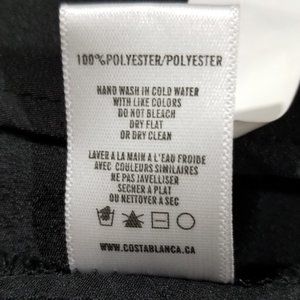 100% POLYESTER/POLYESTER
HAND WASH IN COLD WATER
WITH LIKE COLORS
DO NOT BLEACH
DRY FLAT
OR DRY CLEAN
LAVER A LA MAIN A L'EAU FROIDE
AVEC COULEURS SIMILAIRES
NE PAS JAVELLISER
SECHER A PLAT
OU NETTOYER A SEC
WWW.COSTABLANCA.CA